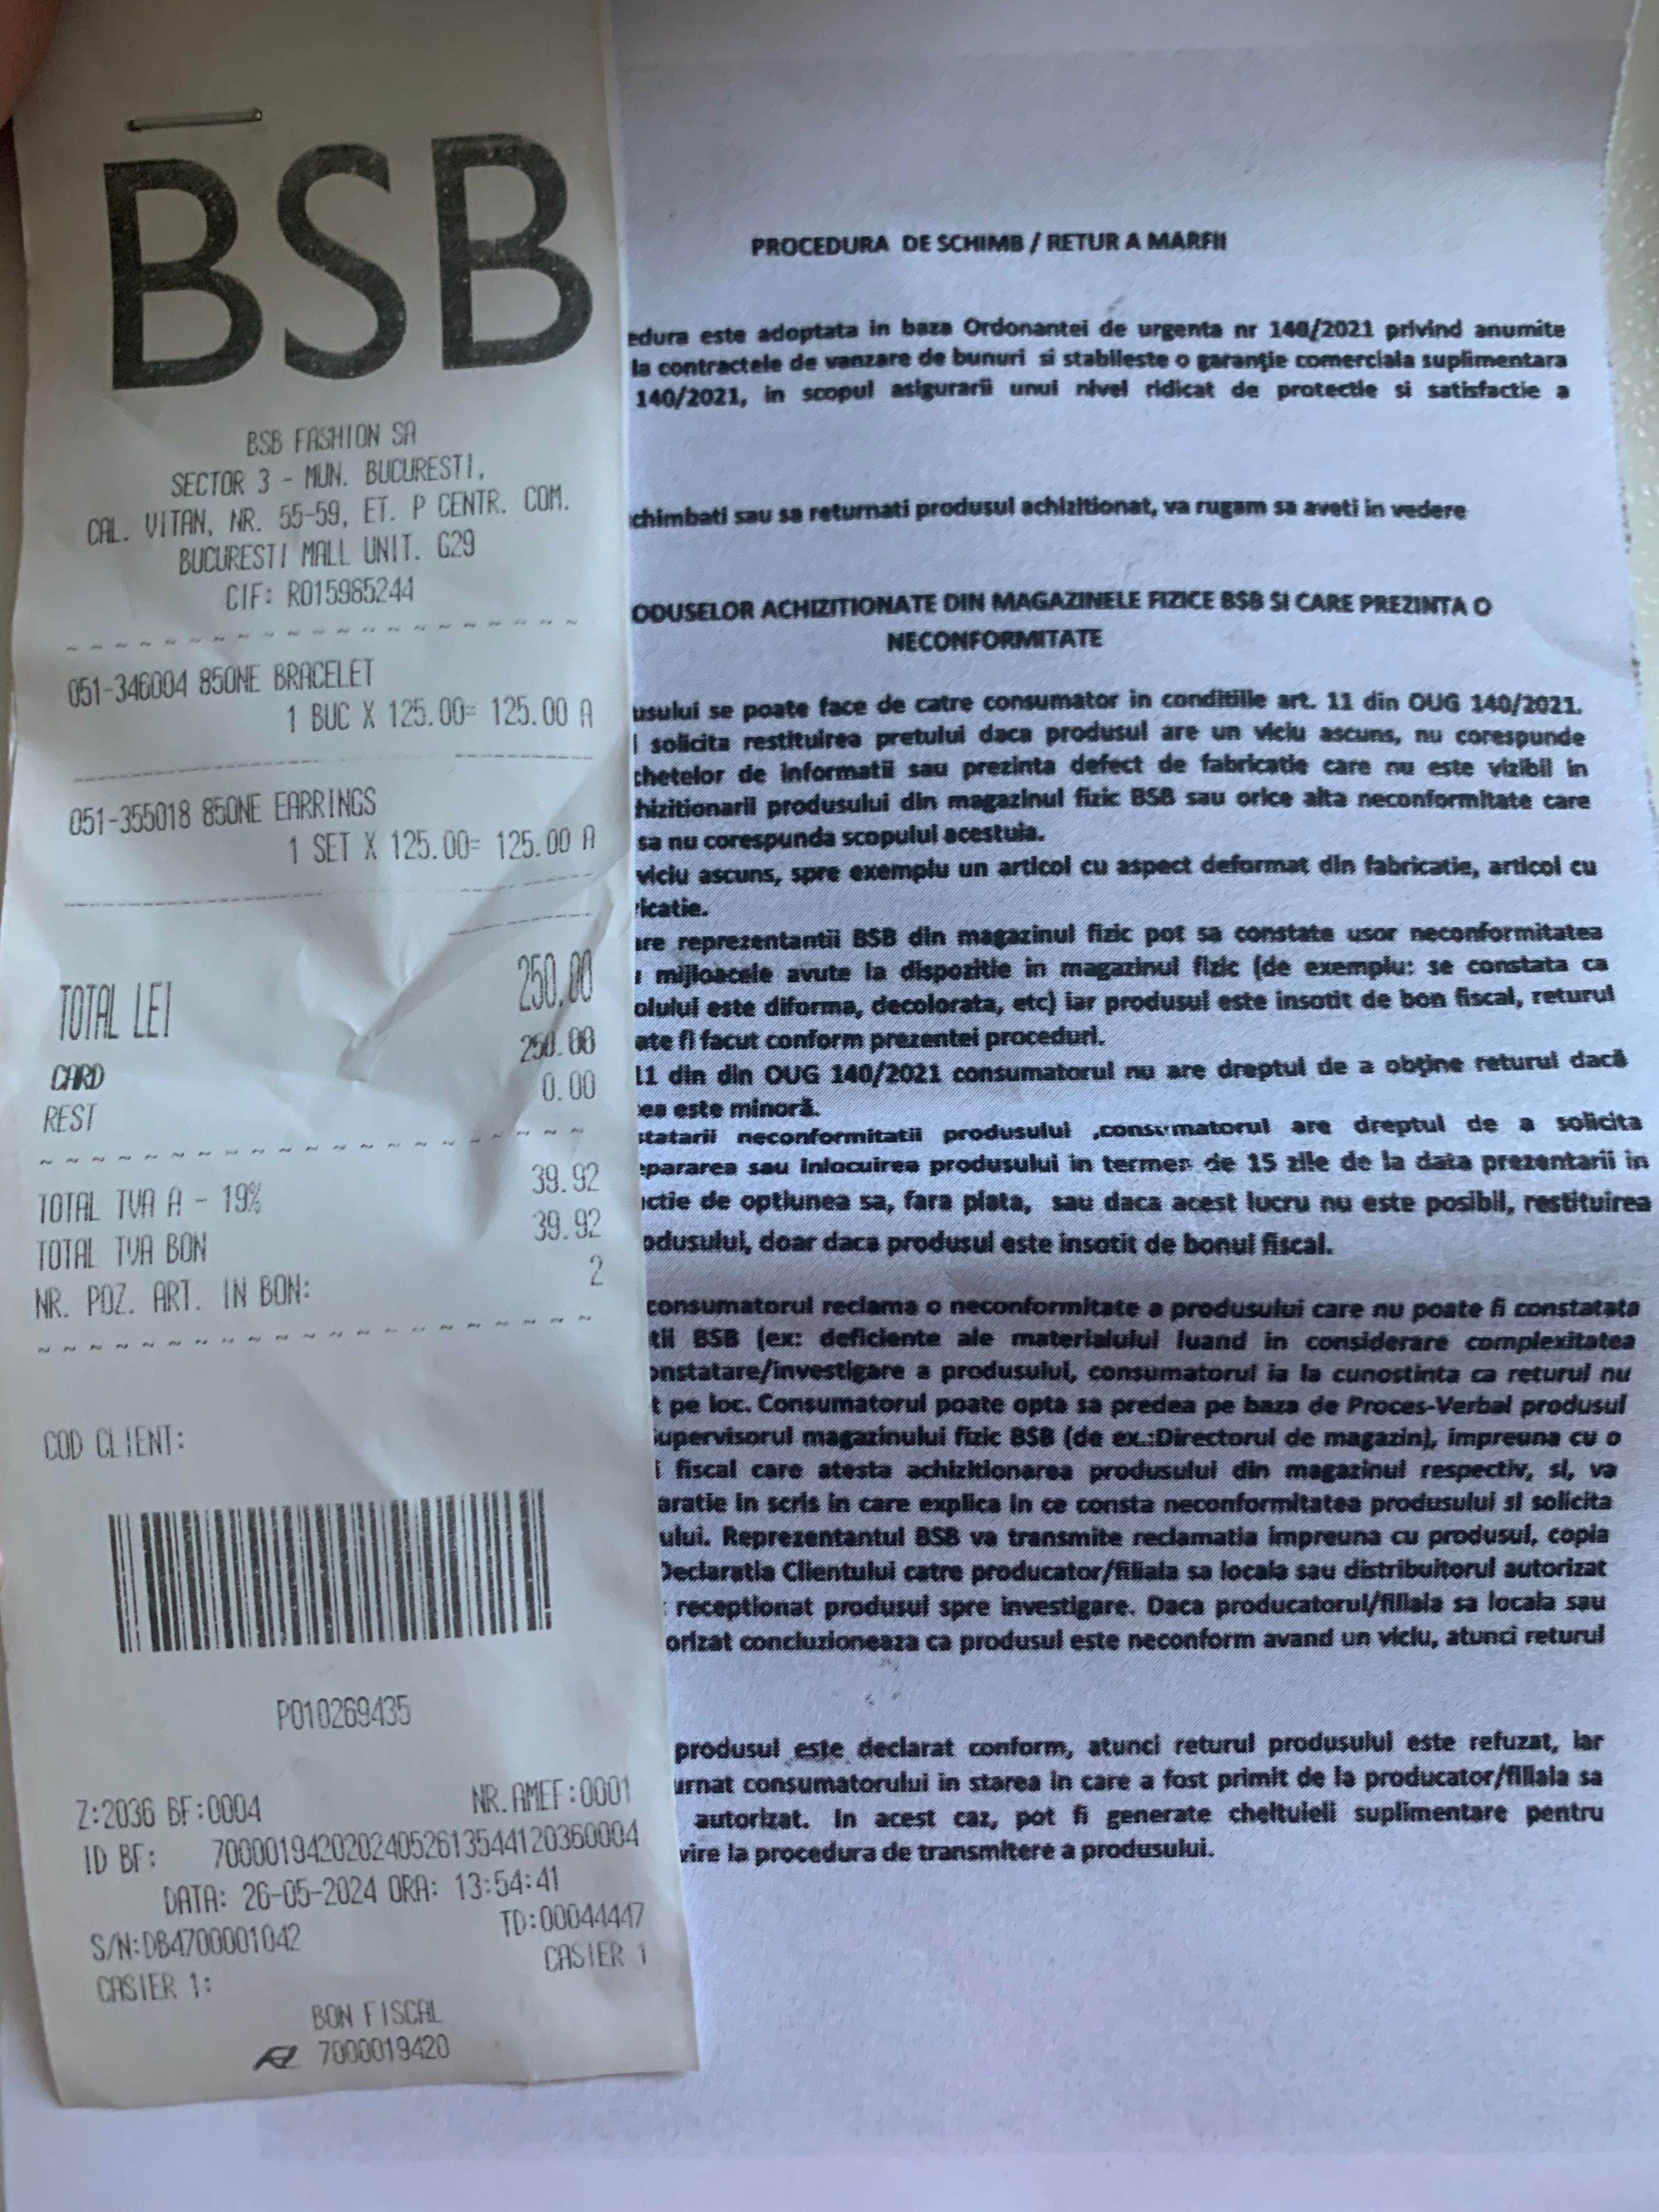 BSB
BSB FASHION SA
SECTOR 3 - MUN. BUCURESTI,
CAL. VITAN, NR. 55-59, ET. P CENTR. COM.
BUCURESTI MALL UNIT. G29
CIF: RO15985244
051-346004 850NE BRACELET
1 BUC X 125.00= 125.00 A
051-355018 850NE EARRINGS
1 SET X 125.00= 125.00 A
TOTAL LEI 250.00
CARD 250.00
REST 0.00
TOTAL TVA A - 19% 39.92
TOTAL TVA BON 39.92
NR. POZ. ART. IN BON: 2
COD CLIENT:
P010269435
Z:2036 BF:0004 NR.AMEF:0001
ID BF: 70000194202024052613544120360004
DATA: 26-05-2024 ORA: 13:54:41
S/N:DB4700001042 TD:00044447
CASIER 1: CASIER 1
BON FISCAL
7000019420
PROCEDURA DE SCHIMB / RETUR A MARFII
edura este adoptata in baza Ordonantei de urgenta nr 140/2021 privind anumite
la contractele de vanzare de bunuri si stabileste o garanţie comerciala suplimentara
140/2021, in scopul asigurarii unui nivel ridicat de protectie si satisfactie a
chimbati sau sa returnati produsul achizitionat, va rugam sa aveti in vedere
ODUSELOR ACHIZITIONATE DIN MAGAZINELE FIZICE BSB SI CARE PREZINTA O
NECONFORMITATE
usului se poate face de catre consumator in conditiile art. 11 din OUG 140/2021.
solicita restituirea pretului daca produsul are un viciu ascuns, nu corespunde
chetelor de informatii sau prezinta defect de fabricatie care nu este vizibil in
hizitionarii produsului din magazinul fizic BSB sau orice alta neconformitate care
sa nu corespunda scopului acestuia.
viciu ascuns, spre exemplu un articol cu aspect deformat din fabricatie, articol cu
icatie.
are reprezentantii BSB din magazinul fizic pot sa constate usor neconformitatea
mijloacele avute la dispozitie in magazinul fizic (de exemplu: se constata ca
olului este diforma, decolorata, etc) iar produsul este insotit de bon fiscal, returul
ate fi facut conform prezentei proceduri.
11 din din OUG 140/2021 consumatorul nu are dreptul de a obţine returul dacă
ea este minoră.
statarii neconformitatii produsului ,consumatorul are dreptul de a solicita
epararea sau inlocuirea produsului in termen de 15 zile de la data prezentarii in
ctie de optiunea sa, fara plata, sau daca acest lucru nu este posibil, restituirea
odusului, doar daca produsul este insotit de bonul fiscal.
consumatorul reclama o neconformitate a produsului care nu poate fi constatata
tii BSB (ex: deficiente ale materialului luand in considerare complexitatea
onstatare/investigare a produsului, consumatorul ia la cunostinta ca returul nu
t pe loc. Consumatorul poate opta sa predea pe baza de Proces-Verbal produsul
upervisorul magazinului fizic BSB (de ex.:Directorul de magazin), impreuna cu o
i fiscal care atesta achizitionarea produsului din magazinul respectiv, si, va
aratie in scris in care explica in ce consta neconformitatea produsului si solicita
ului. Reprezentantul BSB va transmite reclamatia impreuna cu produsul, copia
Declaratia Clientului catre producator/filiala sa locala sau distribuitorul autorizat
receptionat produsul spre investigare. Daca producatorul/filiala sa locala sau
orizat concluzioneaza ca produsul este neconform avand un viciu, atunci returul
produsul este declarat conform, atunci returul produsului este refuzat, iar
urnat consumatorului in starea in care a fost primit de la producator/filiala sa
autorizat. In acest caz, pot fi generate cheltuieli suplimentare pentru
vire la procedura de transmitere a produsului.